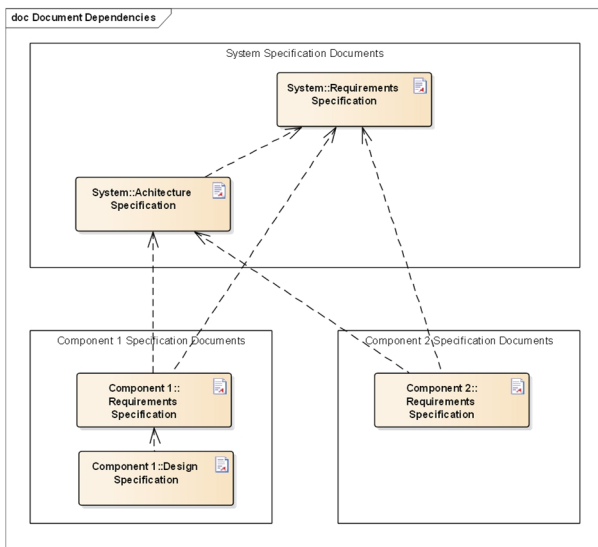 doc Document Dependencies
System Specification Documents
System::Requirements
Specification
System::Achitecture
Specification
Component 1 Specification Documents
Component 2 Specification Documents
Component 1::
Requirements
Specification
Component 2::
Requirements
Specification
Component 1::Design
Specification